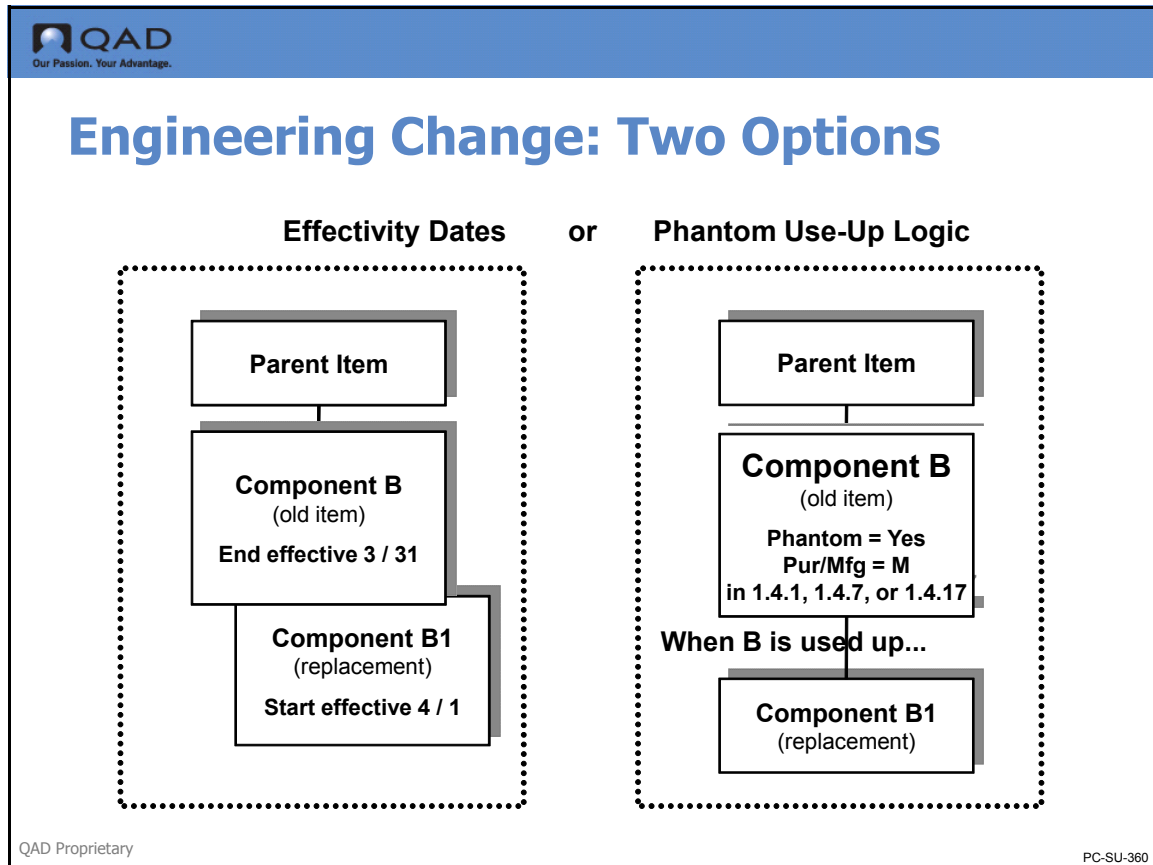 QAD
Our Passion. Your Advantage.
Engineering Change: Two Options
Effectivity Dates or Phantom Use-Up Logic
Parent Item
Component B
(old item)
End effective 3 / 31
Component B1
(replacement)
Start effective 4 / 1
Parent Item
Component B
(old item)
Phantom = Yes
Pur/Mfg = M
in 1.4.1, 1.4.7, or 1.4.17
When B is used up...
Component B1
(replacement)
QAD Proprietary
PC-SU-360